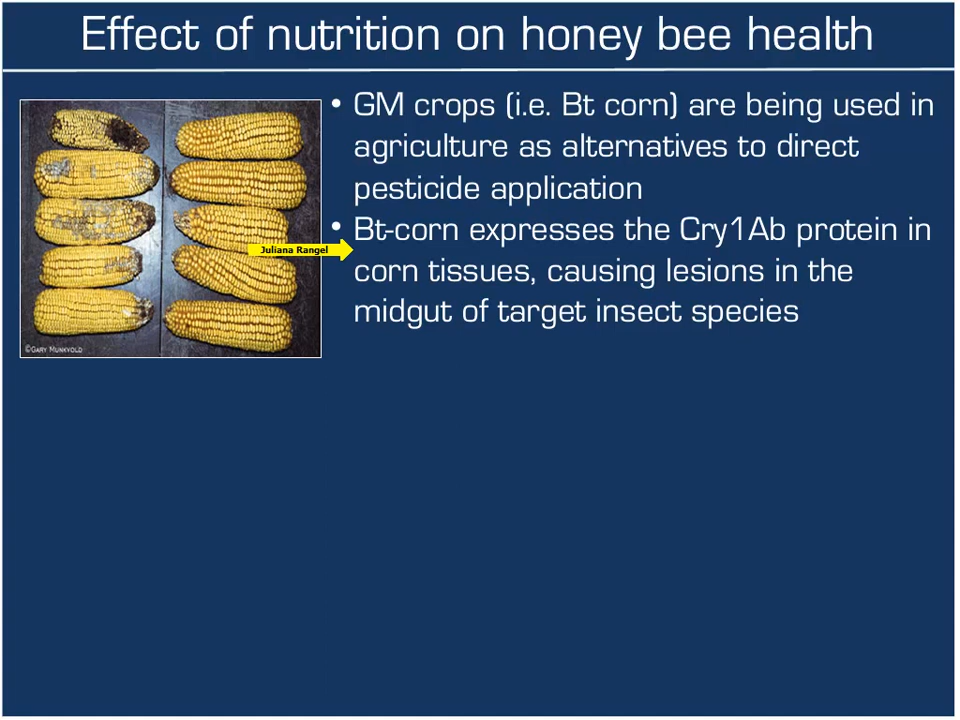 Effect of nutrition on honey bee health
• GM crops (i.e. Bt corn) are being used in
agriculture as alternatives to direct
pesticide application
• Bt-corn expresses the Cry1Ab protein in
corn tissues, causing lesions in the
midgut of target insect species
Juliana Rangel
©Gary Munkvold